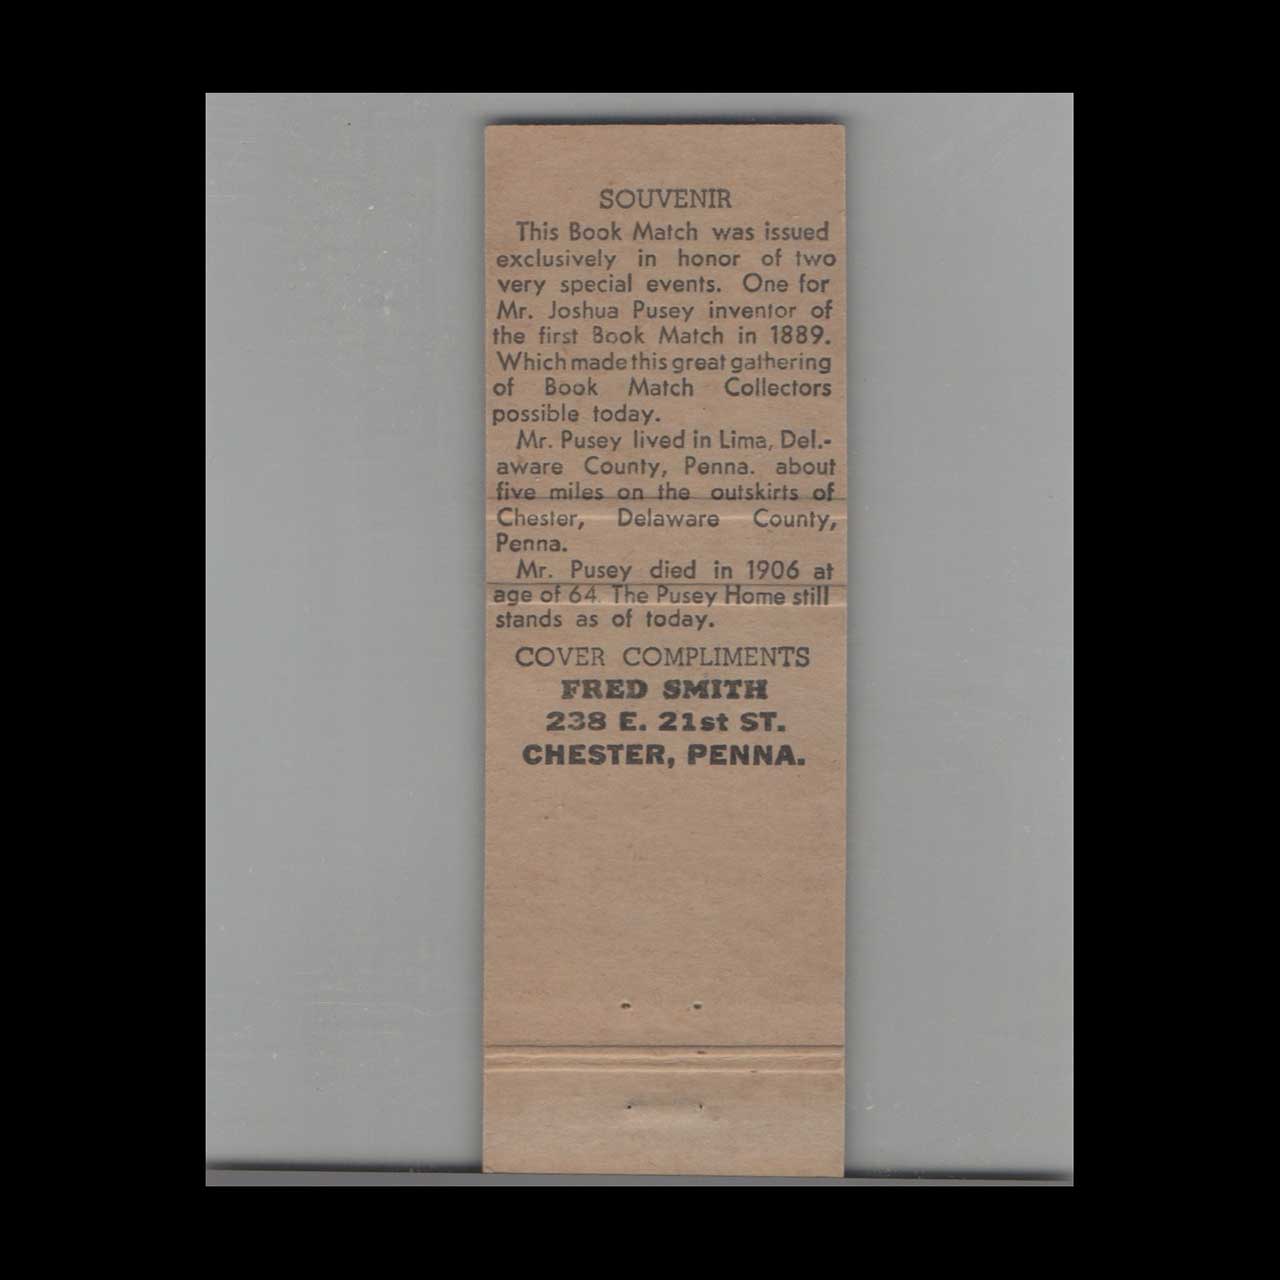 SOUVENIR
This Book Match was issued
exclusively in honor of two
very special events. One for
Mr. Joshua Pusey inventor of
the first Book Match in 1889.
Which made this great gathering
of Book Match Collectors
possible today.
Mr. Pusey lived in Lima, Del.-
aware County, Penna. about
five miles on the outskirts of
Chester, Delaware County,
Penna.
Mr. Pusey died in 1906 at
age of 64. The Pusey Home still
stands as of today.
COVER COMPLIMENTS
FRED SMITH
238 E. 21st ST.
CHESTER, PENNA.